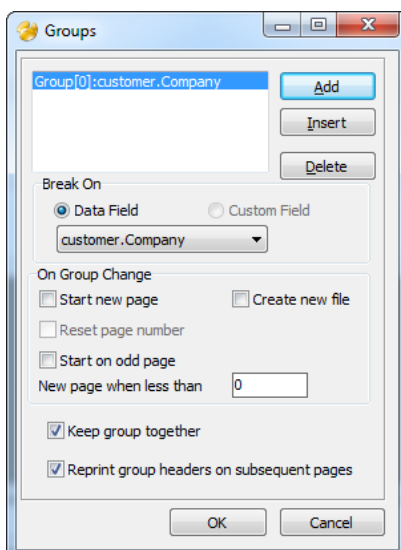 Groups
Group[0]:customer.Company
Add
Insert
Delete
Break On
Data Field
Custom Field
customer.Company
On Group Change
Start new page
Create new file
Reset page number
Start on odd page
New page when less than
0
Keep group together
Reprint group headers on subsequent pages
OK
Cancel